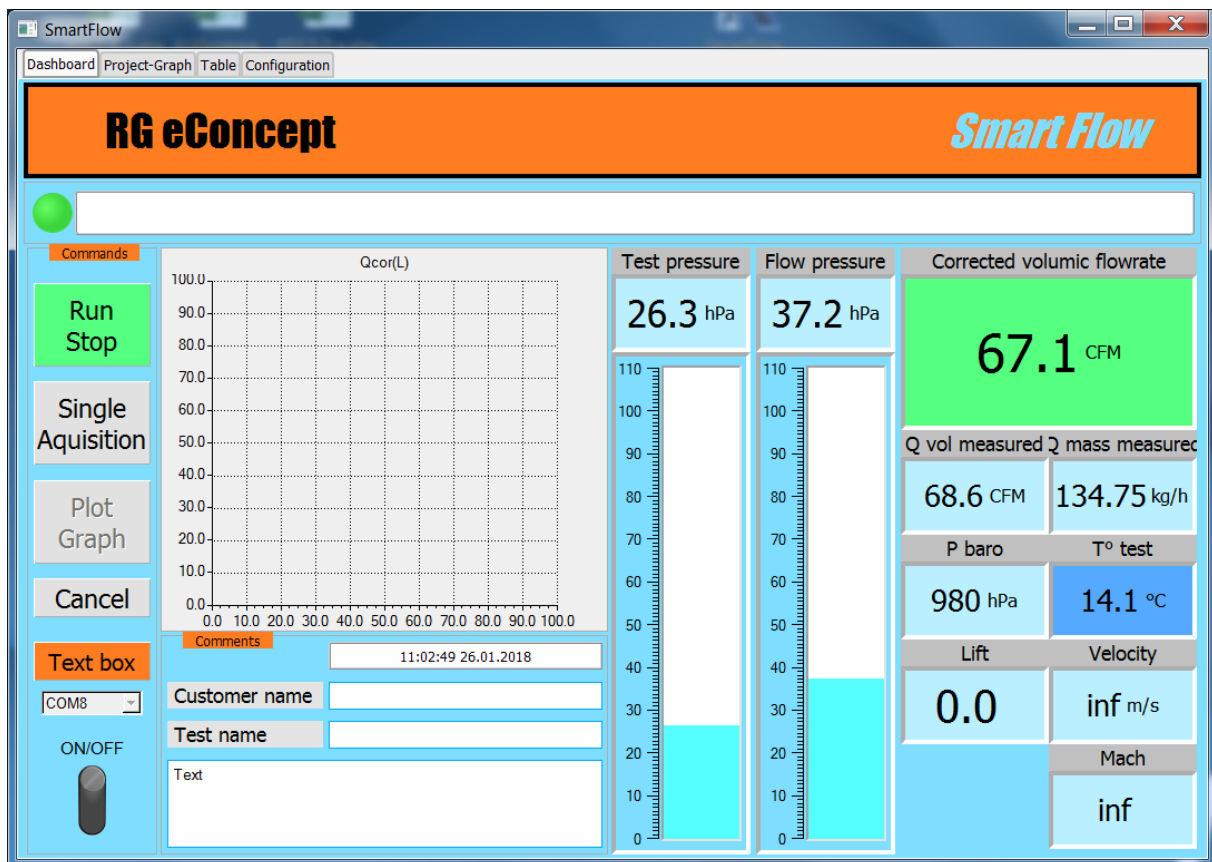 SmartFlow
Dashboard Project-Graph Table Configuration
RG eConcept
Smart Flow
Commands
Run
Stop
Single
Aquisition
Plot
Graph
Cancel
Text box
COM8
ON/OFF
Qcor(L)
100.0
90.0
80.0
70.0
60.0
50.0
40.0
30.0
20.0
10.0
0.0
0.0 10.0 20.0 30.0 40.0 50.0 60.0 70.0 80.0 90.0 100.0
Comments
11:02:49 26.01.2018
Customer name
Test name
Text
Test pressure
26.3 hPa
110
100
90
80
70
60
50
40
30
20
10
0
Flow pressure
37.2 hPa
110
100
90
80
70
60
50
40
30
20
10
0
Corrected volumic flowrate
67.1 CFM
Q vol measured Q mass measured
68.6 CFM 134.75 kg/h
P baro Tº test
980 hPa 14.1 °C
Lift Velocity
0.0 inf m/s
Mach
inf